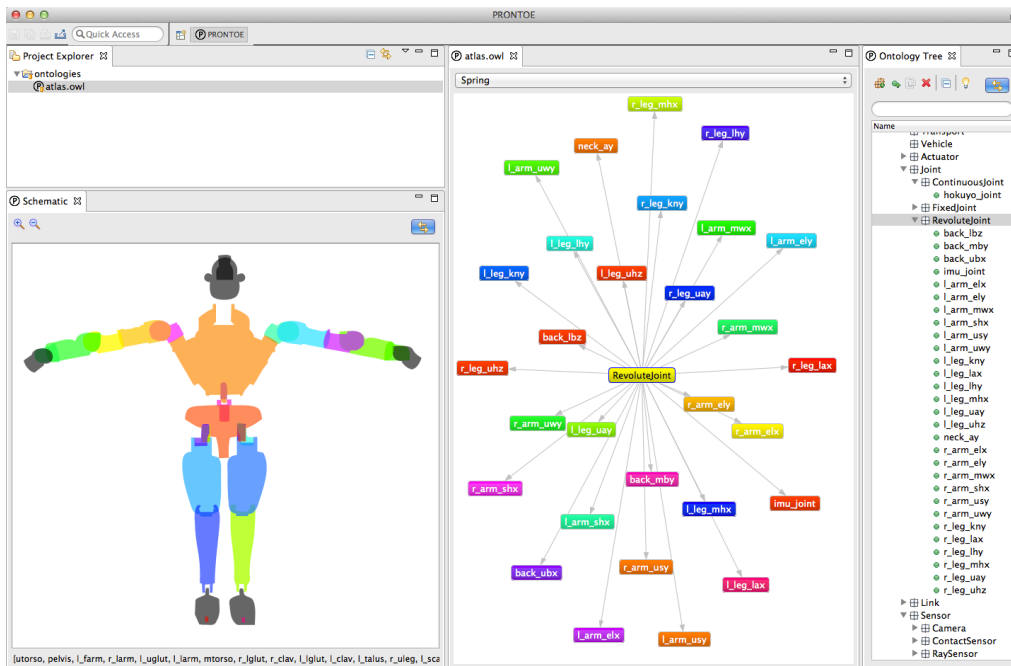 PRONTOE
Quick Access
PRONTOE
Project Explorer
ontologies
atlas.owl
Schematic
[utorso, pelvis, l_farm, r_larm, l_uglut, l_larm, mtorso, r_lglut, r_clav, l_lglut, l_clav, l_talus, r_uleg, l_sca
atlas.owl
Spring
r_leg_mhx
r_leg_lhy
neck_ay
l_arm_uwy
r_leg_kny
l_arm_mwx
l_leg_lhy
l_arm_ely
l_leg_kny
l_leg_uhz
r_leg_uay
r_arm_mwx
back_lbz
r_leg_uhz
r_leg_lax
RevoluteJoint
r_arm_ely
r_arm_uwy
l_leg_uay
r_arm_elx
back_mby
r_arm_shx
l_leg_mhx
imu_joint
l_arm_shx
back_ubx
r_arm_usy
l_leg_lax
l_arm_elx
l_arm_usy
Ontology Tree
Name
Transport
Vehicle
Actuator
Joint
ContinuousJoint
hokuyo_joint
FixedJoint
RevoluteJoint
back_lbz
back_mby
back_ubx
imu_joint
l_arm_elx
l_arm_ely
l_arm_mwx
l_arm_shx
l_arm_usy
l_arm_uwy
l_leg_kny
l_leg_lax
l_leg_lhy
l_leg_mhx
l_leg_uay
l_leg_uhz
neck_ay
r_arm_elx
r_arm_ely
r_arm_mwx
r_arm_shx
r_arm_usy
r_arm_uwy
r_leg_kny
r_leg_lax
r_leg_lhy
r_leg_mhx
r_leg_uay
r_leg_uhz
Link
Sensor
Camera
ContactSensor
RaySensor